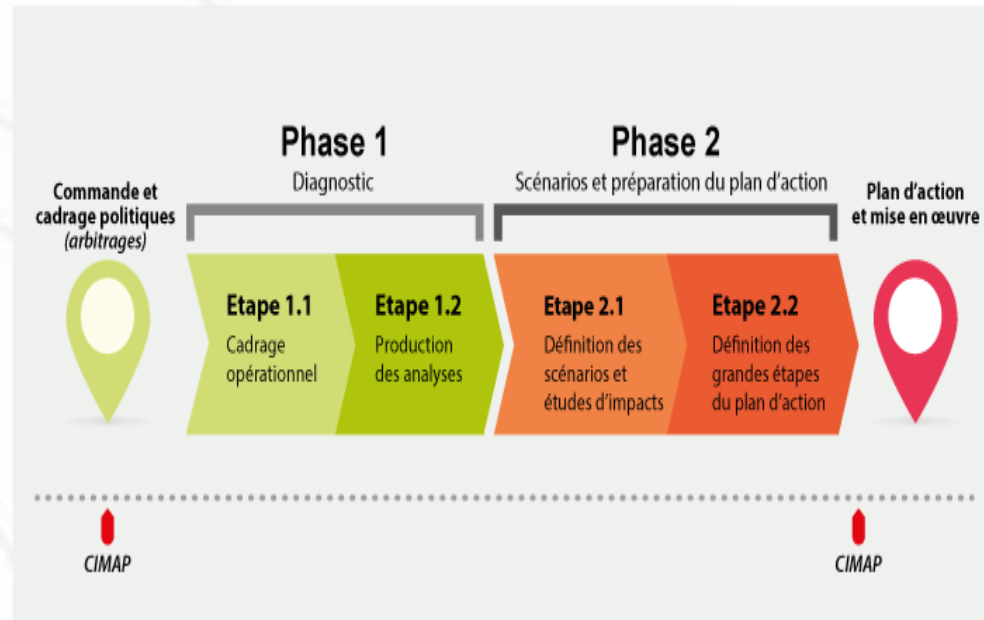 Phase 1
Diagnostic
Phase 2
Scénarios et préparation du plan d'action
Commande et
cadrage politiques
(arbitrages)
Plan d'action
et mise en œuvre
Etape 1.1
Cadrage
opérationnel
Etape 1.2
Production
des analyses
Etape 2.1
Définition des
scénarios et
études d'impacts
Etape 2.2
Définition des
grandes étapes
du plan d'action
CIMAP
CIMAP